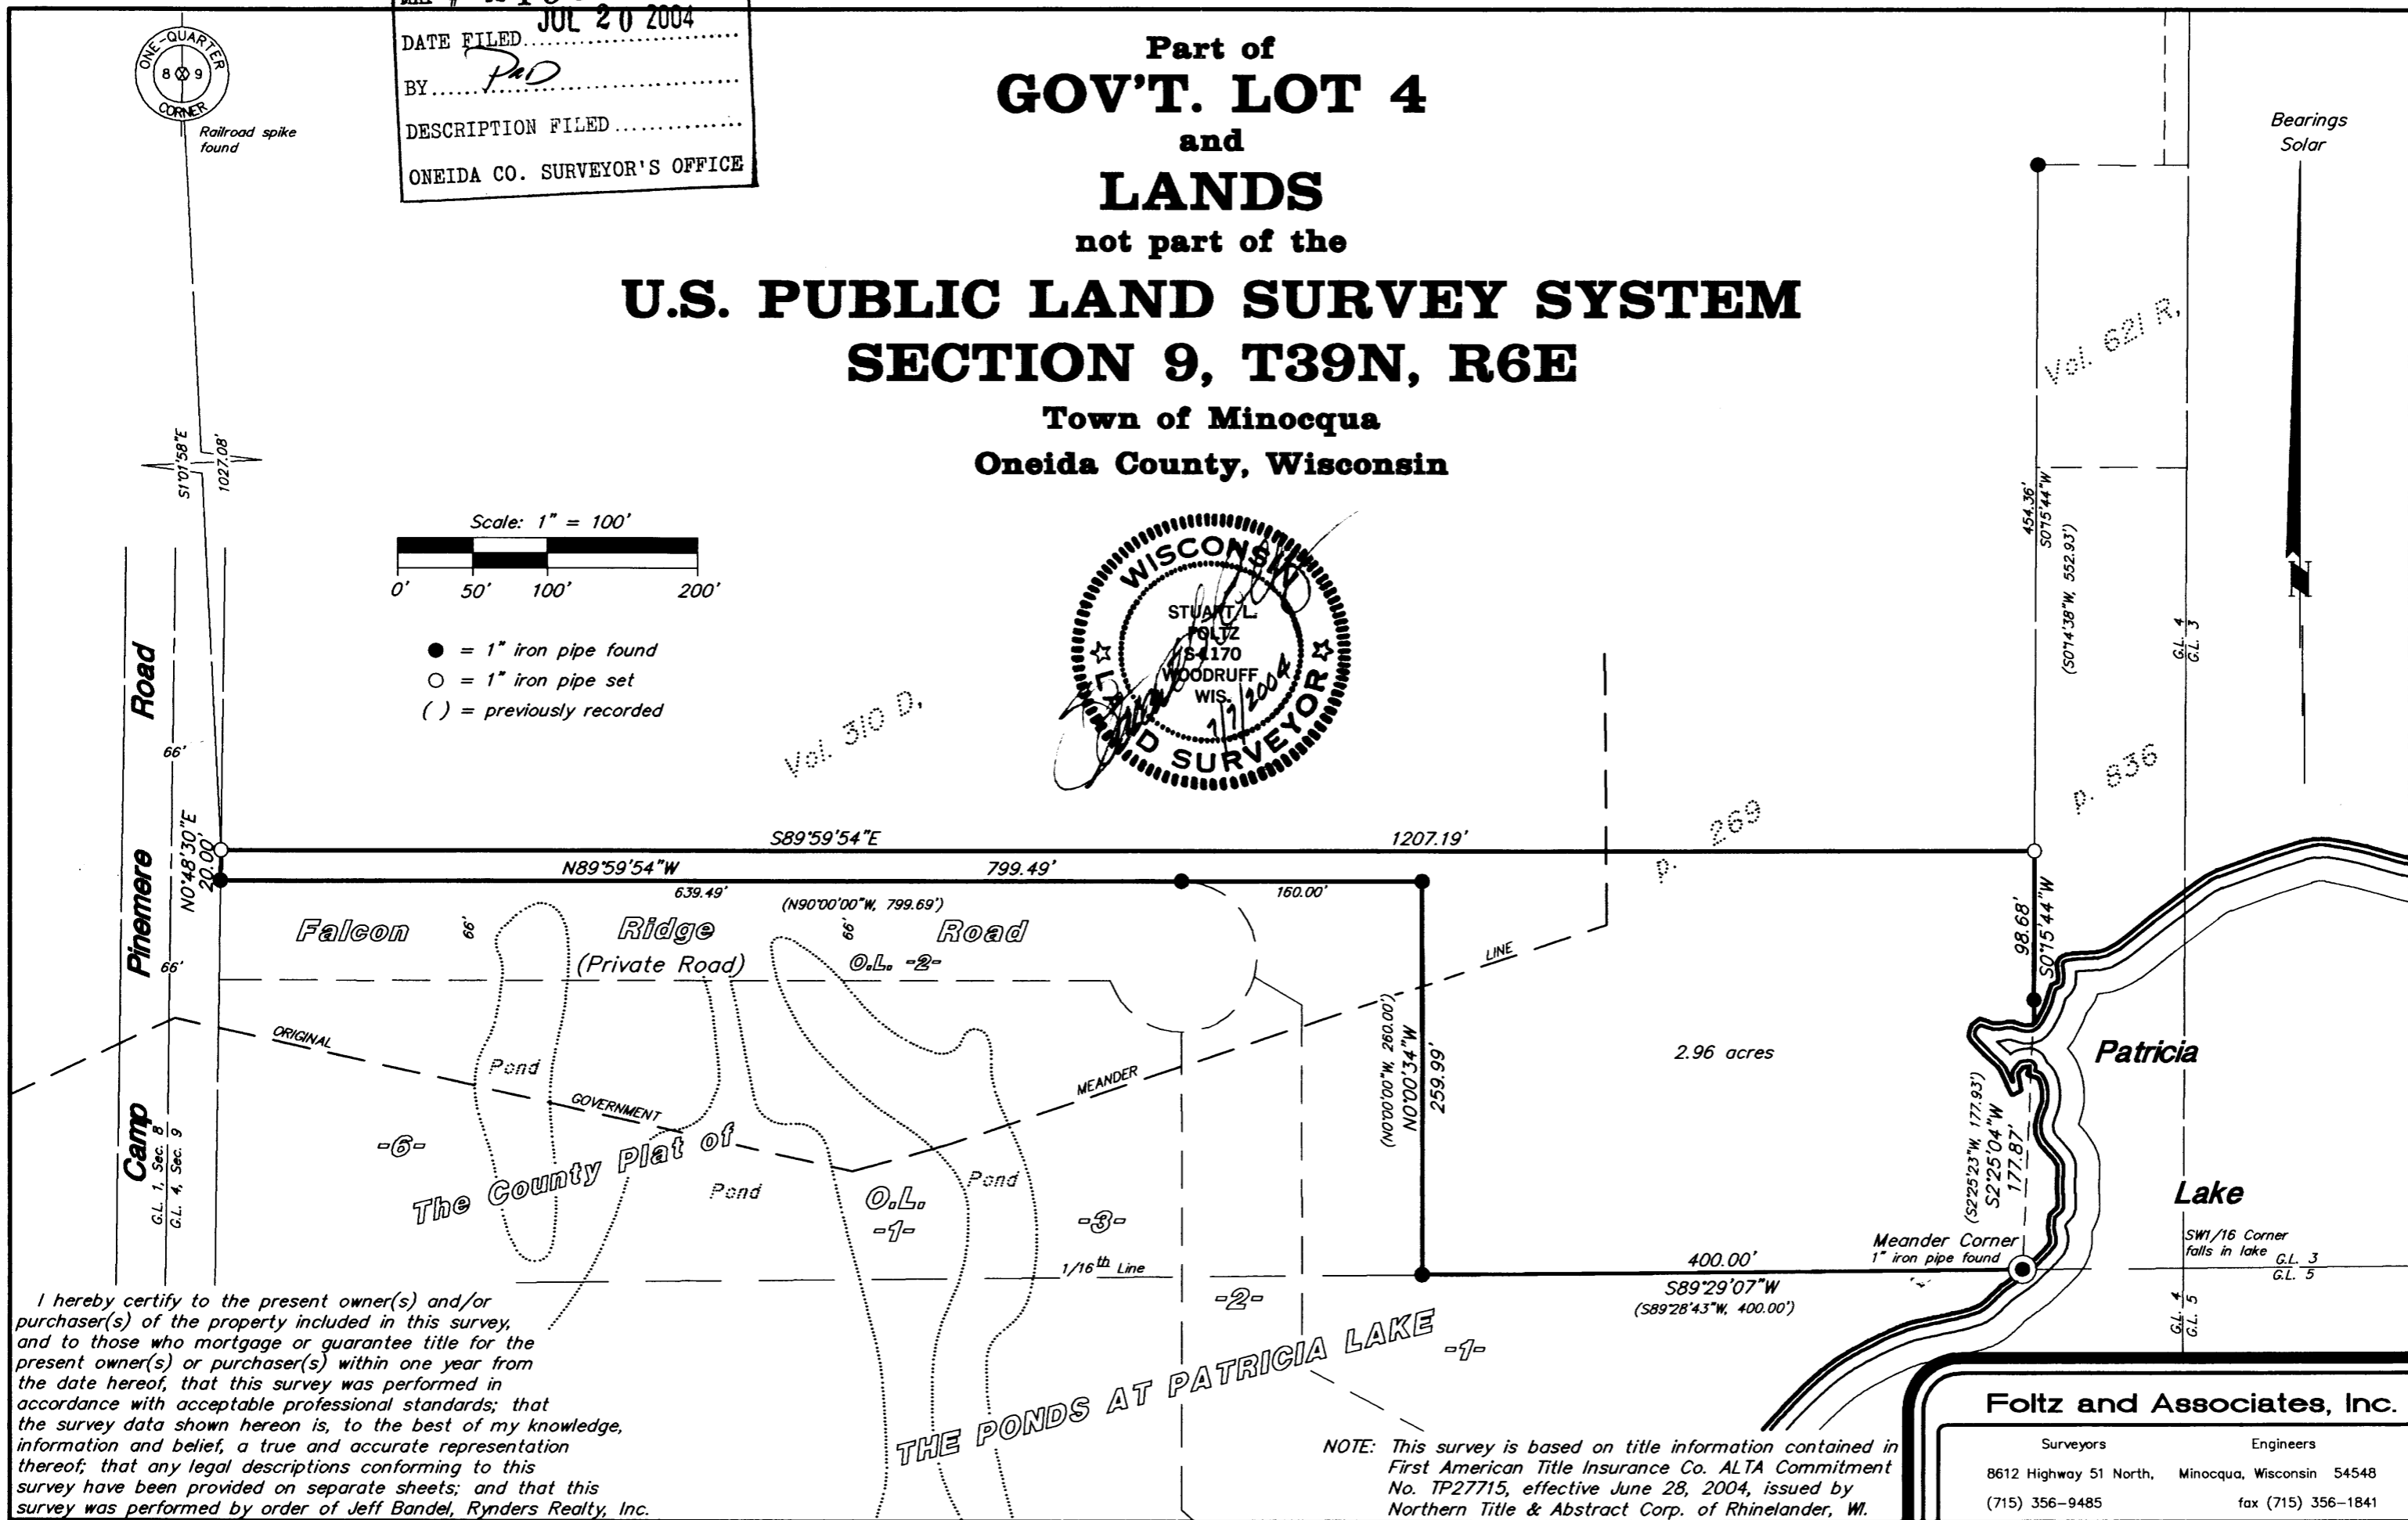 JUL 20 2004
DATE FILED
BY
DESCRIPTION FILED
ONEIDA CO. SURVEYOR'S OFFICE
ONE-QUARTER
8 9
CORNER
Railroad spike
found
Part of
GOV'T. LOT 4
and
LANDS
not part of the
U.S. PUBLIC LAND SURVEY SYSTEM
SECTION 9, T39N, R6E
Town of Minocqua
Oneida County, Wisconsin
Bearings
Solar
N
S1°01'58"E
1027.08'
Scale: 1" = 100'
0' 50' 100' 200'
= 1" iron pipe found
= 1" iron pipe set
( ) = previously recorded
WISCONSIN
STUART L.
FOLTZ
S-1170
WOODRUFF
WIS.
LAND SURVEYOR
Vol. 310 D,
p. 269
Vol. 621 R,
p. 836
454.36'
S0°15'44"W
(S0°14'38"W, 552.93')
G.L. 4
G.L. 3
Camp Pinemere Road
66'
66'
N0°48'30"E
20.00'
G.L. 1, Sec. 8
G.L. 4, Sec. 9
S89°59'54"E 1207.19'
N89°59'54"W 799.49'
639.49' 160.00'
(N90°00'00"W, 799.69')
Falcon Ridge Road
66' 66'
(Private Road) O.L. -2-
ORIGINAL GOVERNMENT MEANDER LINE
Pond
Pond
Pond
-6-
O.L.
-1-
-3-
-2-
-1-
The County Plat of
THE PONDS AT PATRICIA LAKE
1/16th Line
(N0°00'00"W, 260.00')
N0°00'34"W
259.99'
2.96 acres
98.68'
S0°15'44"W
(S2°25'23"W, 177.93')
S2°25'04"W
177.87'
Patricia
Lake
Meander Corner
1" iron pipe found
400.00'
S89°29'07"W
(S89°28'43"W, 400.00')
SW1/16 Corner
falls in lake
G.L. 3
G.L. 5
G.L. 4
G.L. 5
I hereby certify to the present owner(s) and/or
purchaser(s) of the property included in this survey,
and to those who mortgage or guarantee title for the
present owner(s) or purchaser(s) within one year from
the date hereof, that this survey was performed in
accordance with acceptable professional standards; that
the survey data shown hereon is, to the best of my knowledge,
information and belief, a true and accurate representation
thereof; that any legal descriptions conforming to this
survey have been provided on separate sheets; and that this
survey was performed by order of Jeff Bandel, Rynders Realty, Inc.
NOTE: This survey is based on title information contained in
First American Title Insurance Co. ALTA Commitment
No. TP27715, effective June 28, 2004, issued by
Northern Title & Abstract Corp. of Rhinelander, WI.
Foltz and Associates, Inc.
Surveyors Engineers
8612 Highway 51 North, Minocqua, Wisconsin 54548
(715) 356-9485 fax (715) 356-1841